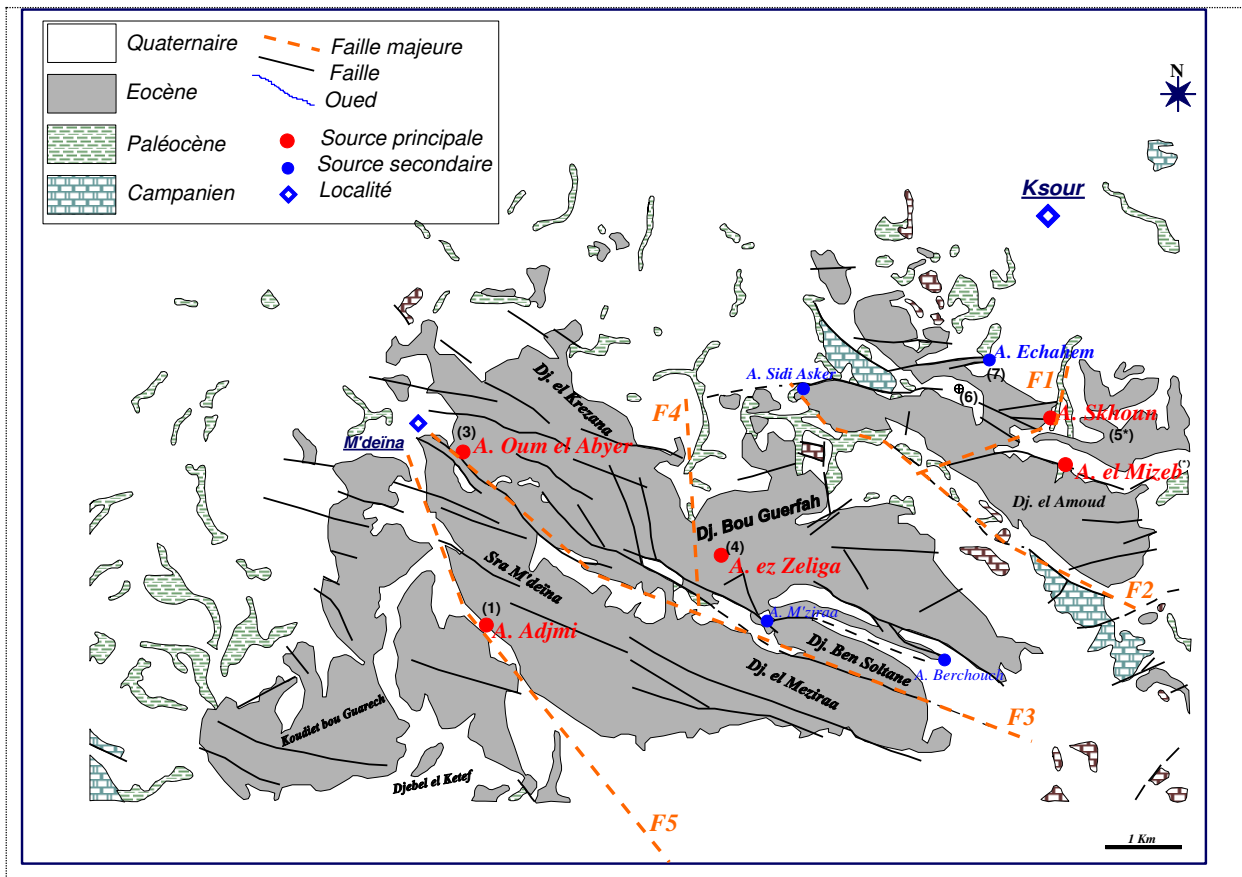 Quaternaire
Eocène
Paléocène
Campanien
Faille majeure
Faille
Oued
Source principale
Source secondaire
Localité
N
Ksour
A. Echahem
(7)
A. Sidi Asker
(6)
F1
A. Skhoun
(5*)
A. el Mizeb
(*)
Dj. el Amoud
Dj. el Krezana
F4
M'deïna
(3)
A. Oum el Abyer
Dj. Bou Guerfah
(4)
A. ez Zeliga
Sra M'deïna
F2
(1)
A. Adjmi
A. M'ziraa
Dj. Ben Soltane
A. Berchouch
Dj. el Meziraa
F3
Koudiet bou Guarech
Djebel el Ketef
F5
1 Km